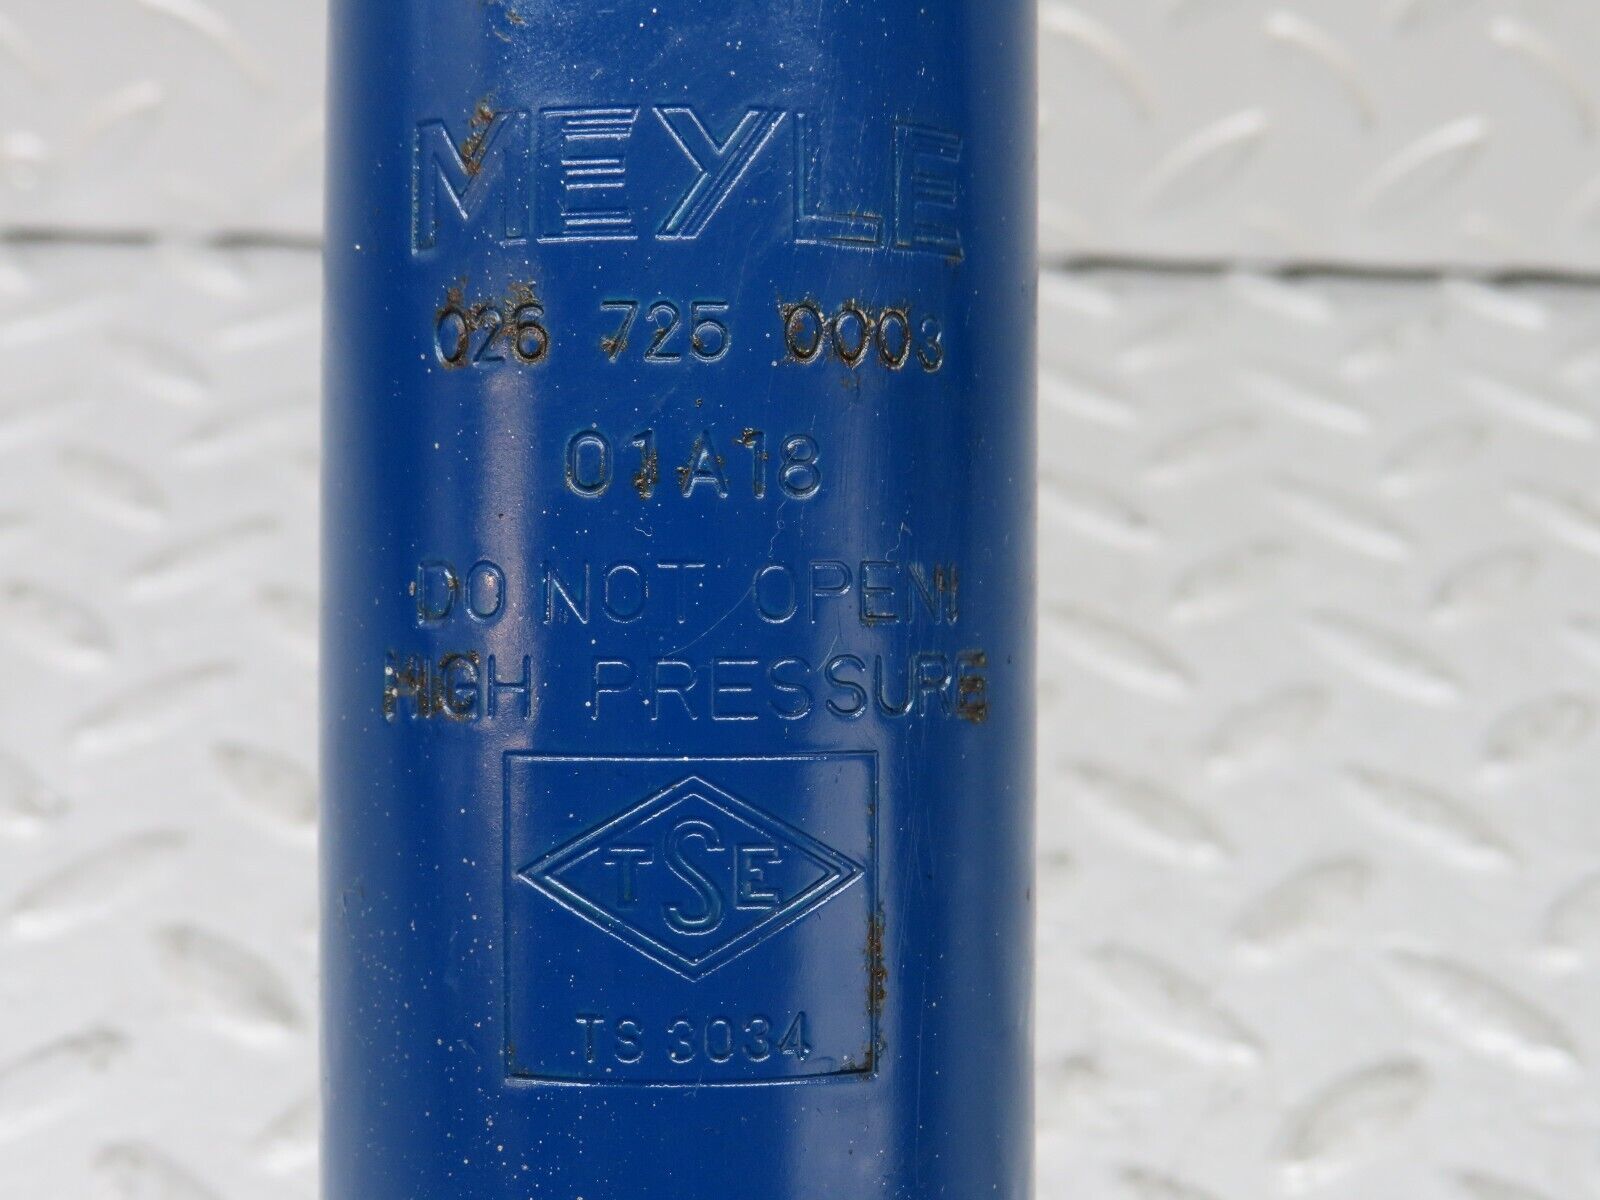 MEYLE
026 725 0003
01A18
DO NOT OPEN!
HIGH PRESSURE
TSE
TS 3034